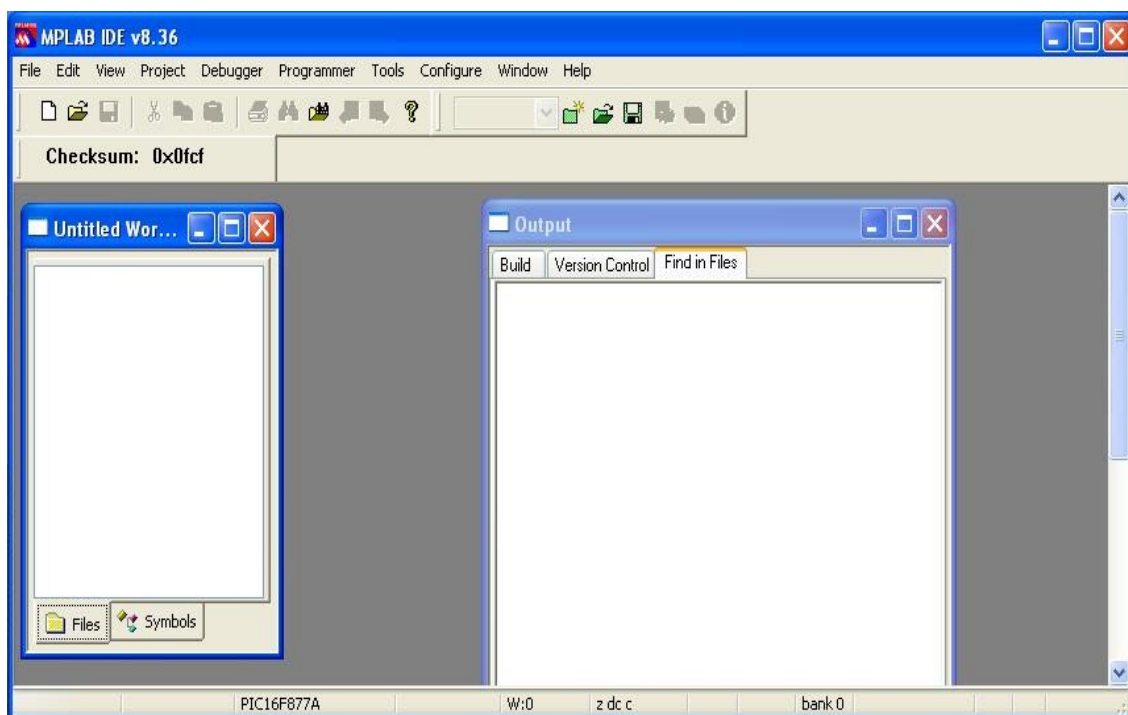 MPLAB IDE v8.36
File Edit View Project Debugger Programmer Tools Configure Window Help
Checksum: 0x0fcf
Untitled Wor...
Output
Build Version Control Find in Files
Files Symbols
PIC16F877A W:0 z dc c bank 0